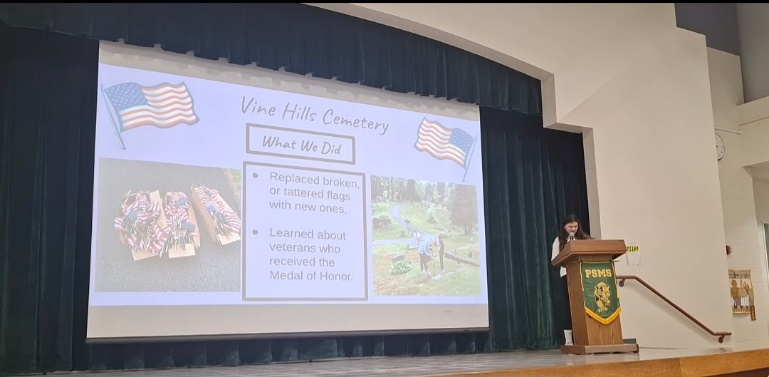 Vine Hills Cemetery
What We Did
• Replaced broken,
or tattered flags
with new ones.
• Learned about
veterans who
received the
Medal of Honor.
PSMS